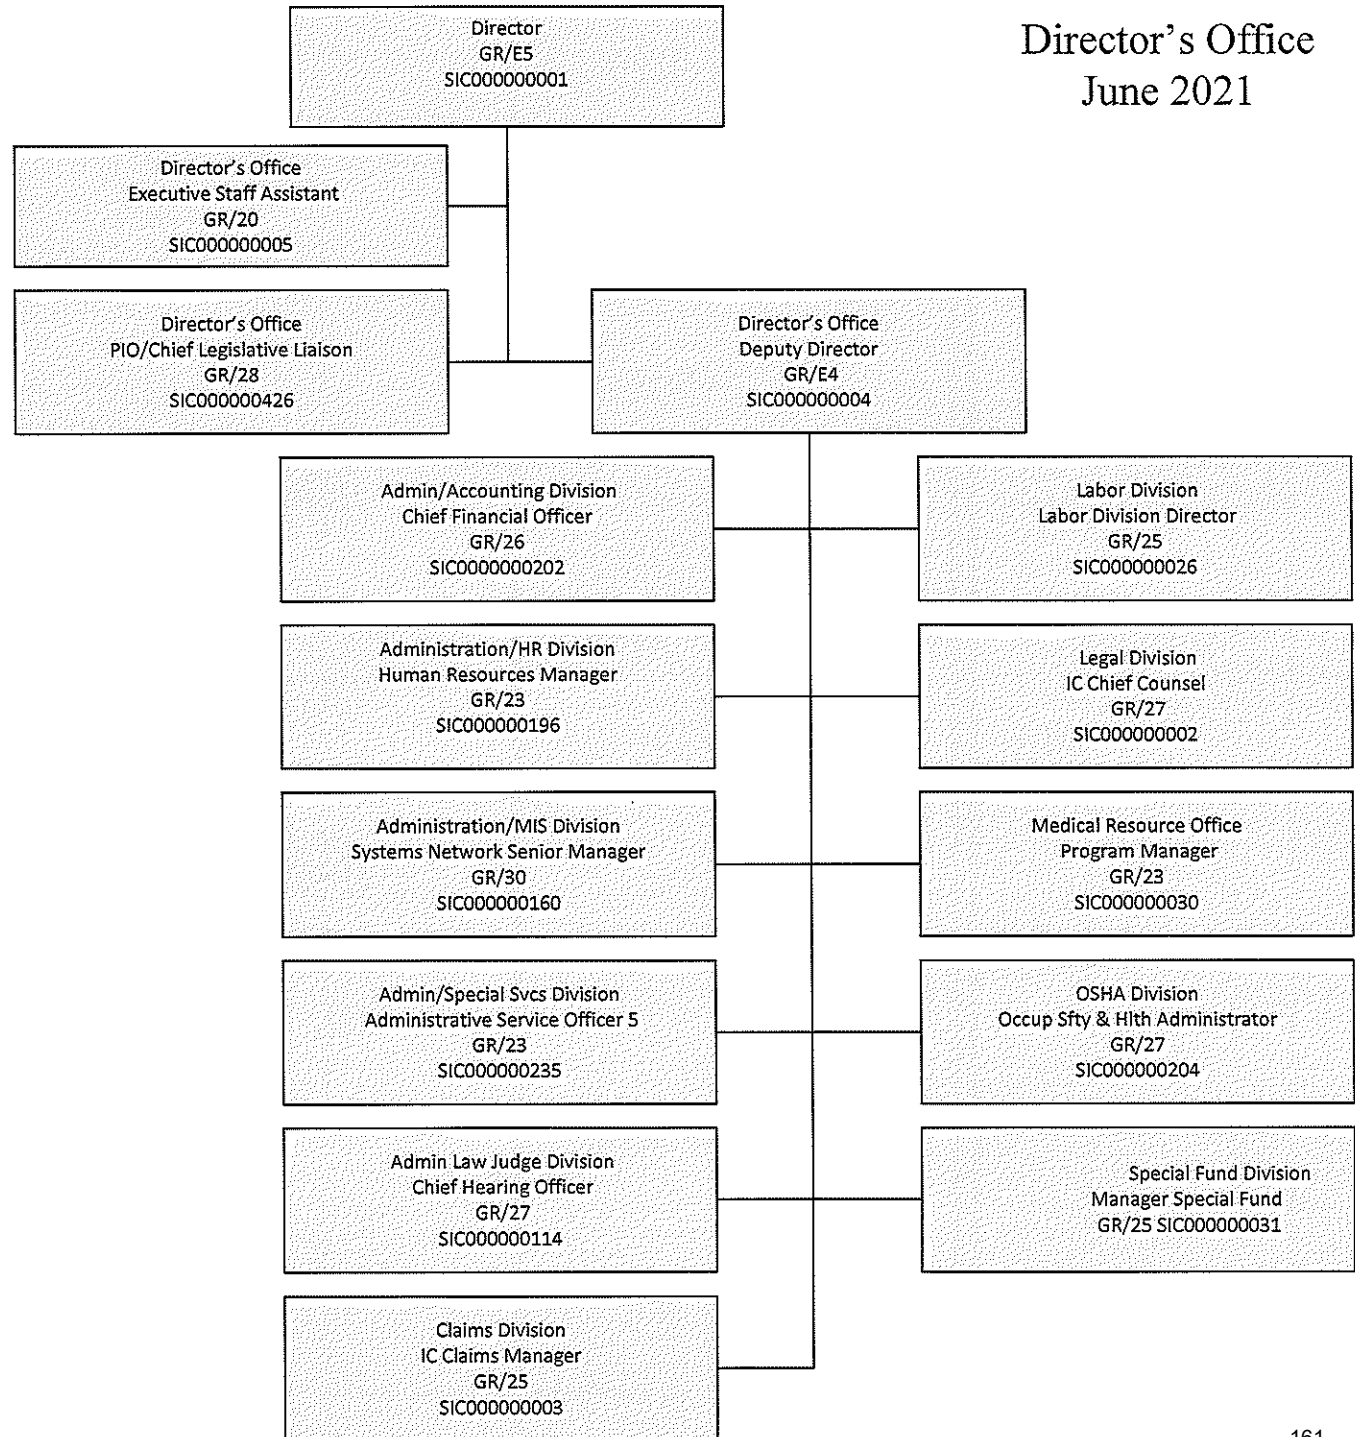 Director's Office
June 2021
Director
GR/E5
SIC000000001
Director's Office
Executive Staff Assistant
GR/20
SIC000000005
Director's Office
PIO/Chief Legislative Liaison
GR/28
SIC000000426
Director's Office
Deputy Director
GR/E4
SIC000000004
Admin/Accounting Division
Chief Financial Officer
GR/26
SIC0000000202
Labor Division
Labor Division Director
GR/25
SIC000000026
Administration/HR Division
Human Resources Manager
GR/23
SIC000000196
Legal Division
IC Chief Counsel
GR/27
SIC000000002
Administration/MIS Division
Systems Network Senior Manager
GR/30
SIC000000160
Medical Resource Office
Program Manager
GR/23
SIC000000030
Admin/Special Svcs Division
Administrative Service Officer 5
GR/23
SIC000000235
OSHA Division
Occup Sfty & Hlth Administrator
GR/27
SIC000000204
Admin Law Judge Division
Chief Hearing Officer
GR/27
SIC000000114
Special Fund Division
Manager Special Fund
GR/25 SIC000000031
Claims Division
IC Claims Manager
GR/25
SIC000000003
161